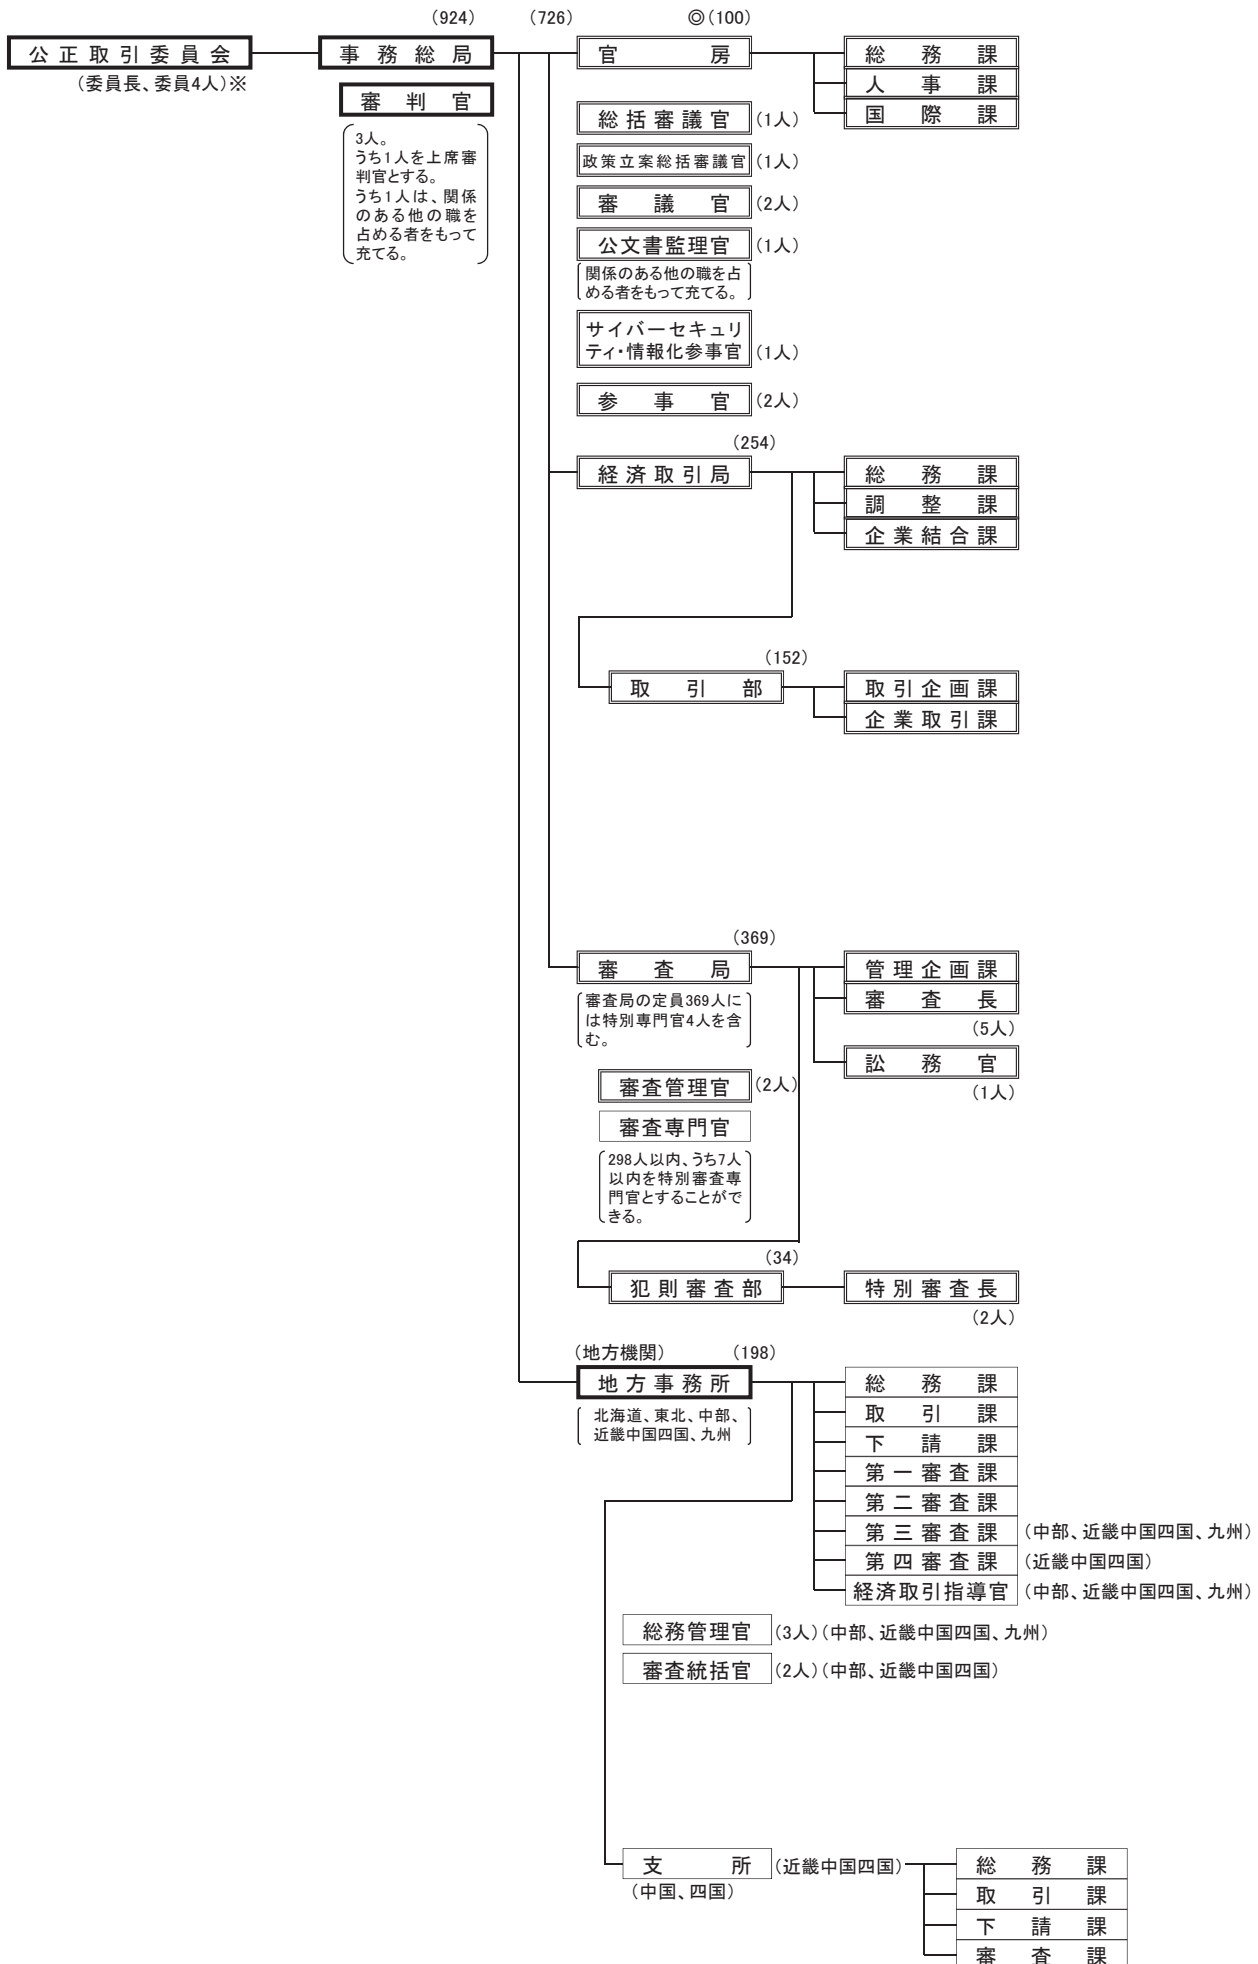 (924)
(726)
◎(100)
公正取引委員会
(委員長、委員4人)※
事務総局
審判官
3人。
うち1人を上席審
判官とする。
うち1人は、関係
のある他の職を
占める者をもって
充てる。
官房
総務課
人事課
国際課
総括審議官
(1人)
政策立案総括審議官
(1人)
審議官
(2人)
公文書監理官
(1人)
関係のある他の職を占
める者をもって充てる。
サイバーセキュリ
ティ・情報化参事官
(1人)
参事官
(2人)
(254)
経済取引局
総務課
調整課
企業結合課
(152)
取引部
取引企画課
企業取引課
(369)
審査局
審査局の定員369人に
は特別専門官4人を含
む。
管理企画課
審査長
(5人)
訟務官
(1人)
審査管理官
(2人)
審査専門官
298人以内、うち7人
以内を特別審査専
門官とすることがで
きる。
(34)
犯則審査部
特別審査長
(2人)
(地方機関)
(198)
地方事務所
北海道、東北、中部、
近畿中国四国、九州
総務課
取引課
下請課
第一審査課
第二審査課
第三審査課
(中部、近畿中国四国、九州)
第四審査課
(近畿中国四国)
経済取引指導官
(中部、近畿中国四国、九州)
総務管理官
(3人)(中部、近畿中国四国、九州)
審査統括官
(2人)(中部、近畿中国四国)
支所
(近畿中国四国)
(中国、四国)
総務課
取引課
下請課
審査課